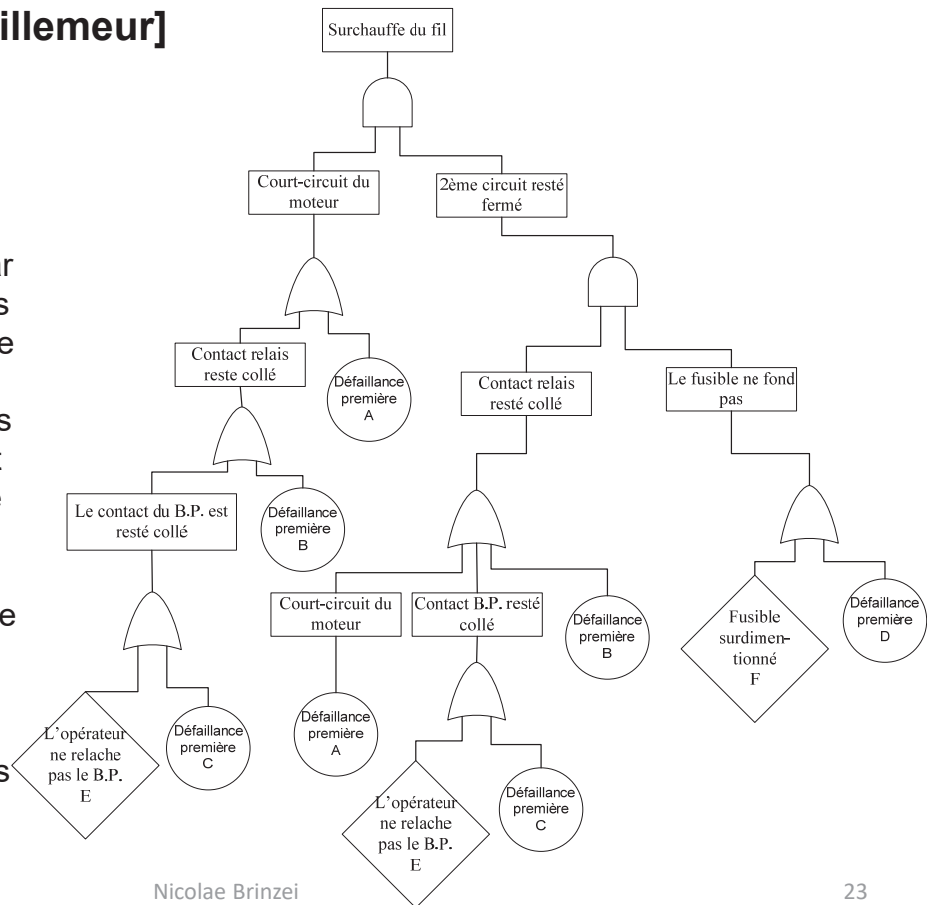 illemeur]
Surchauffe du fil
Court-circuit du
moteur
2ème circuit resté
fermé
ar
s
e
s
t
e
e
s
Contact relais
reste collé
Défaillance
première
A
Contact relais
resté collé
Le fusible ne fond
pas
Le contact du B.P. est
resté collé
Défaillance
première
B
Court-circuit du
moteur
Contact B.P. resté
collé
Défaillance
première
B
Fusible
surdimen-
tionné
F
Défaillance
première
D
L'opérateur
ne relache
pas le B.P.
E
Défaillance
première
C
Défaillance
première
A
L'opérateur
ne relache
pas le B.P.
E
Défaillance
première
C
Nicolae Brinzei
23